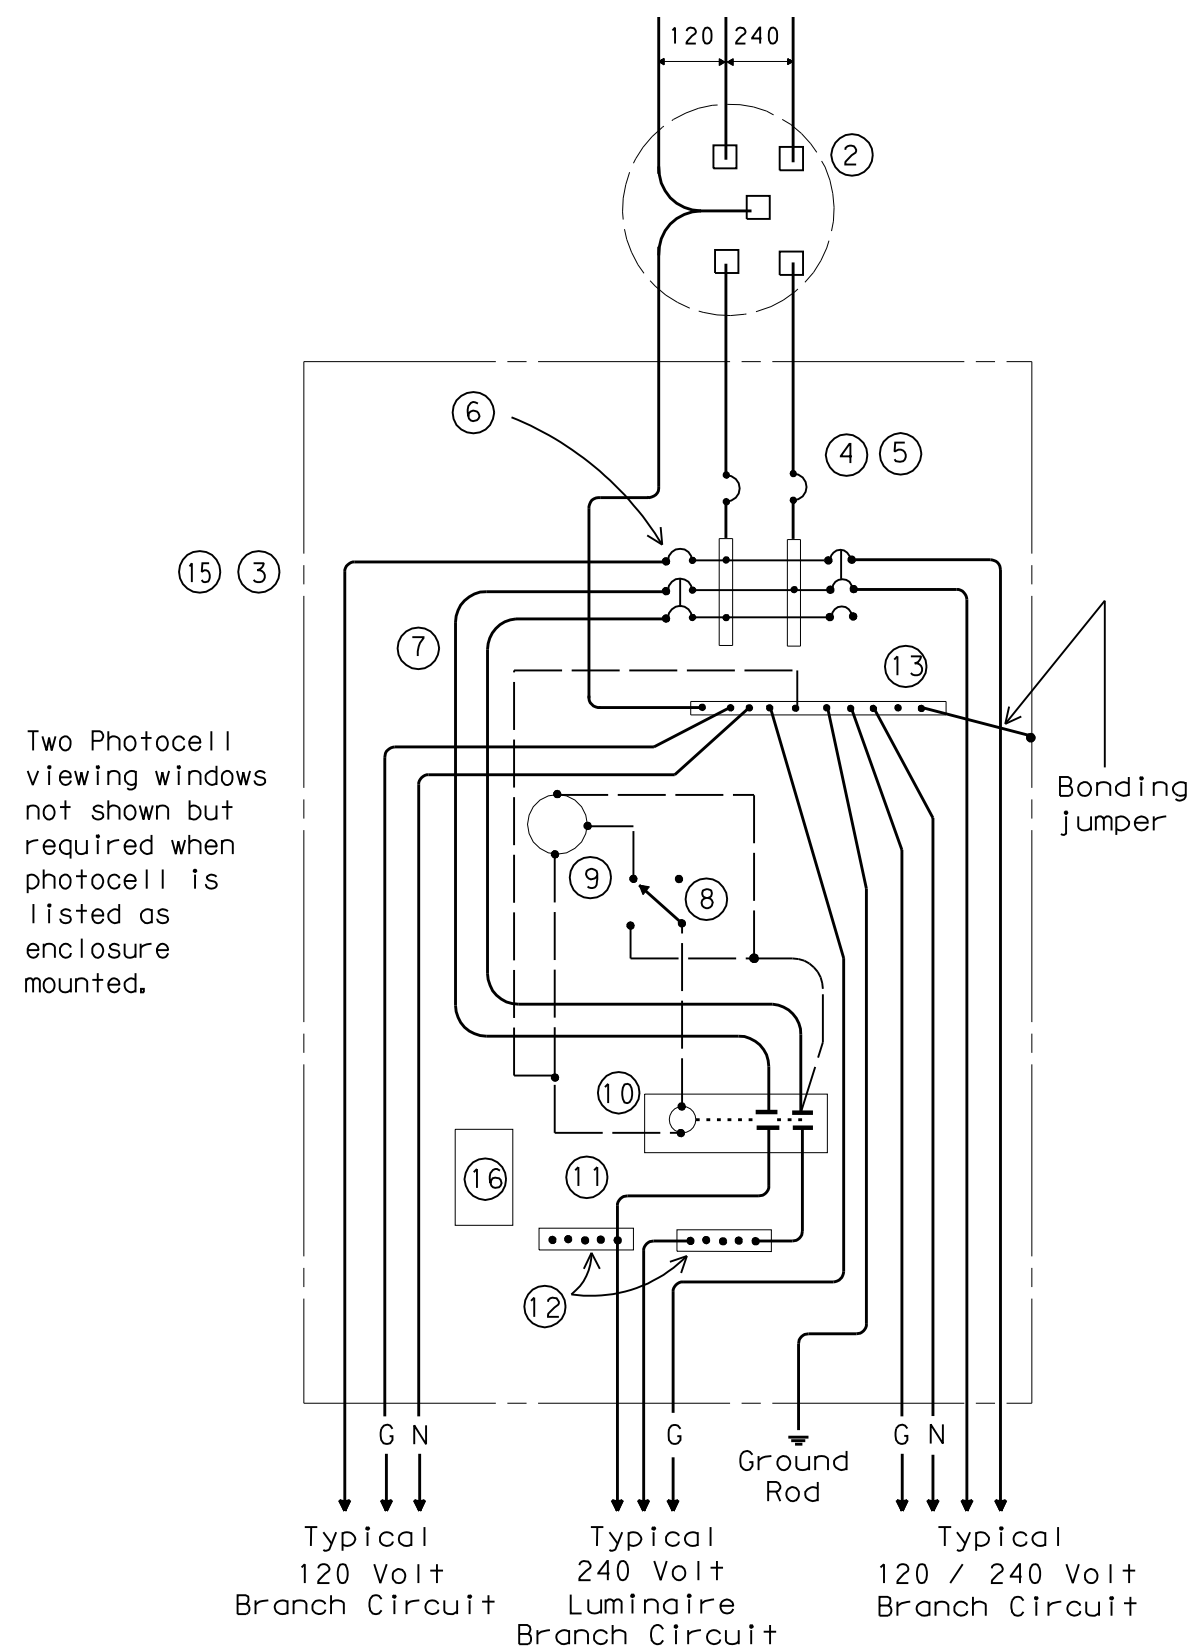 120 240
2
6
4 5
15 3
7
13
Two Photocell
viewing windows
not shown but
required when
photocell is
listed as
enclosure
mounted.
Bonding
jumper
9
8
10
16
11
12
G N
G
G N
Ground
Rod
Typical
120 Volt
Branch Circuit
Typical
240 Volt
Luminaire
Branch Circuit
Typical
120 / 240 Volt
Branch Circuit